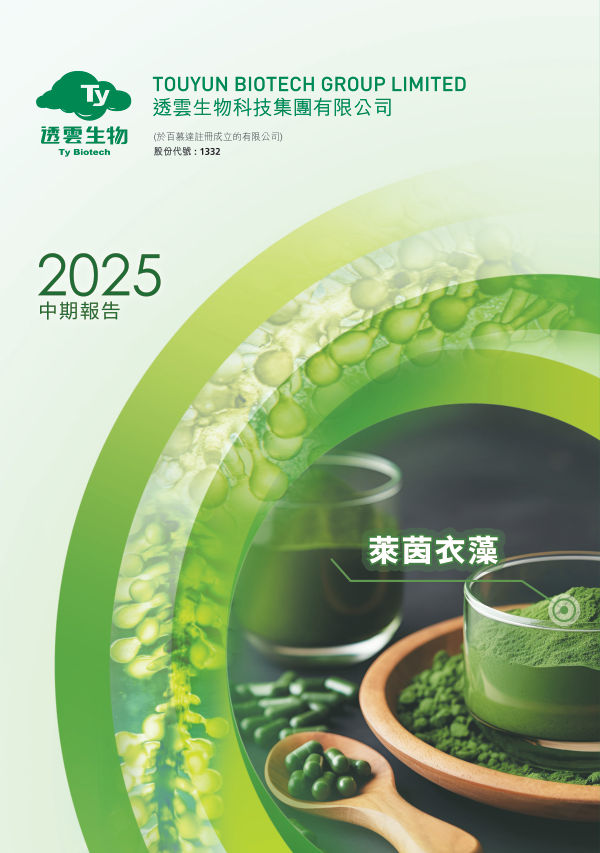 Ty
透雲生物
Ty Biotech
TOUYUN BIOTECH GROUP LIMITED
透雲生物科技集團有限公司
(於百慕達註冊成立的有限公司)
股份代號 : 1332
2025
中期報告
萊茵衣藻